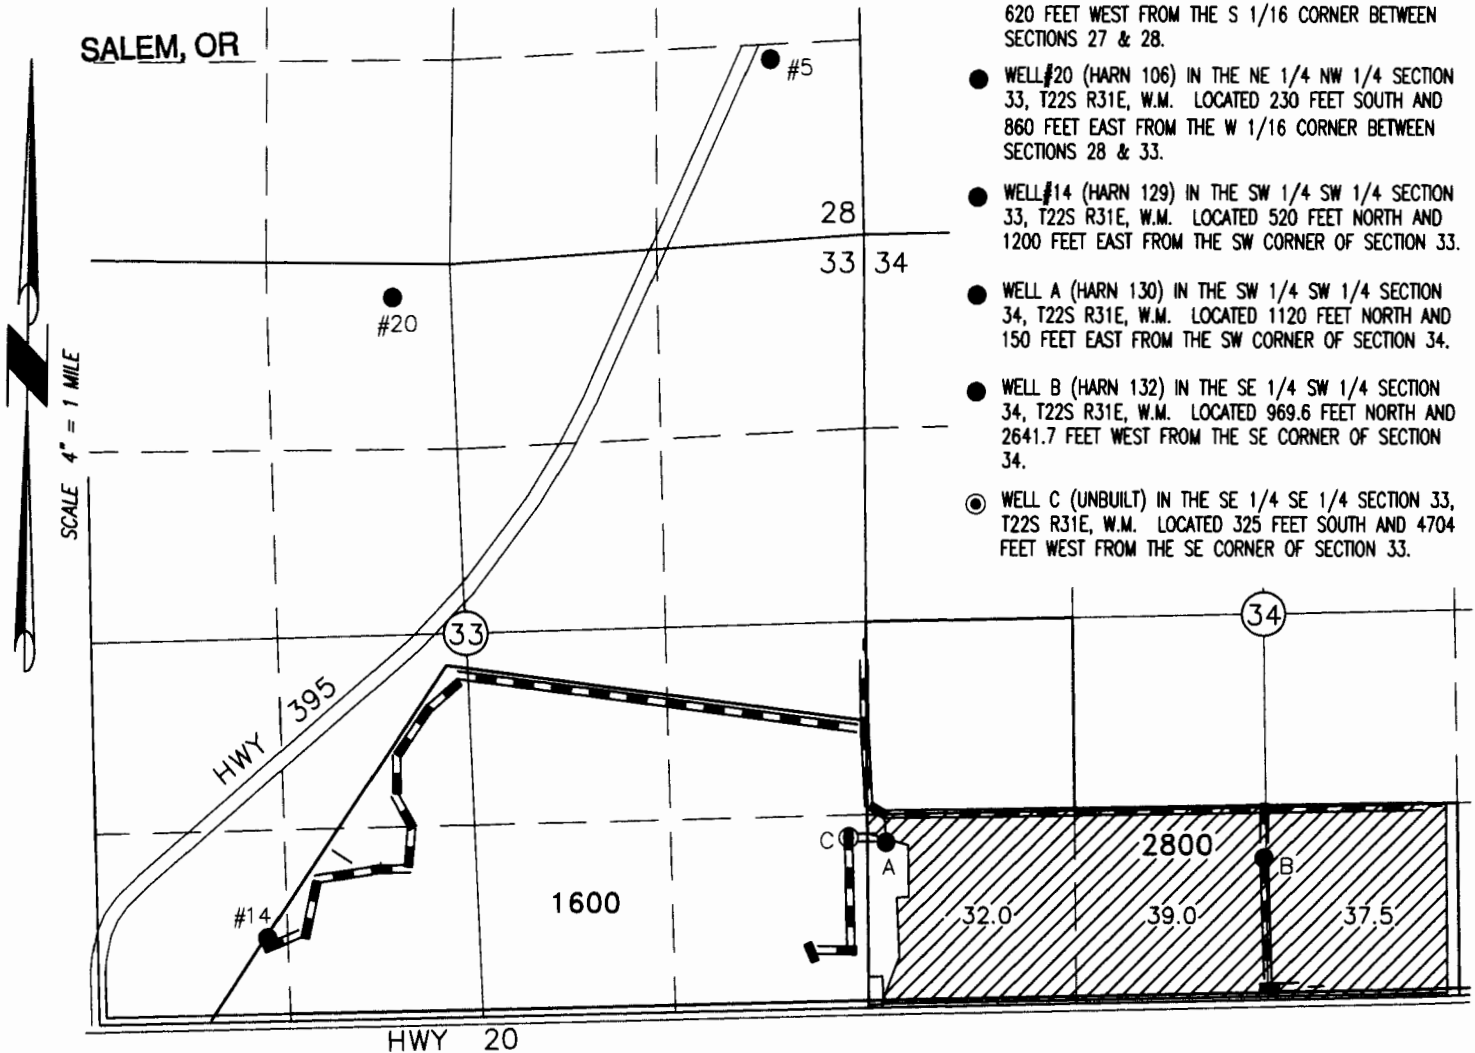 SALEM, OR
620 FEET WEST FROM THE S 1/16 CORNER BETWEEN
SECTIONS 27 & 28.
WELL#20 (HARN 106) IN THE NE 1/4 NW 1/4 SECTION
33, T22S R31E, W.M. LOCATED 230 FEET SOUTH AND
860 FEET EAST FROM THE W 1/16 CORNER BETWEEN
SECTIONS 28 & 33.
WELL#14 (HARN 129) IN THE SW 1/4 SW 1/4 SECTION
33, T22S R31E, W.M. LOCATED 520 FEET NORTH AND
1200 FEET EAST FROM THE SW CORNER OF SECTION 33.
WELL A (HARN 130) IN THE SW 1/4 SW 1/4 SECTION
34, T22S R31E, W.M. LOCATED 1120 FEET NORTH AND
150 FEET EAST FROM THE SW CORNER OF SECTION 34.
WELL B (HARN 132) IN THE SE 1/4 SW 1/4 SECTION
34, T22S R31E, W.M. LOCATED 969.6 FEET NORTH AND
2641.7 FEET WEST FROM THE SE CORNER OF SECTION
34.
WELL C (UNBUILT) IN THE SE 1/4 SE 1/4 SECTION 33,
T22S R31E, W.M. LOCATED 325 FEET SOUTH AND 4704
FEET WEST FROM THE SE CORNER OF SECTION 33.
#5
28
33 34
#20
N
SCALE 4" = 1 MILE
33
34
HWY 395
C
A
2800
B
#14
1600
32.0
39.0
37.5
HWY 20